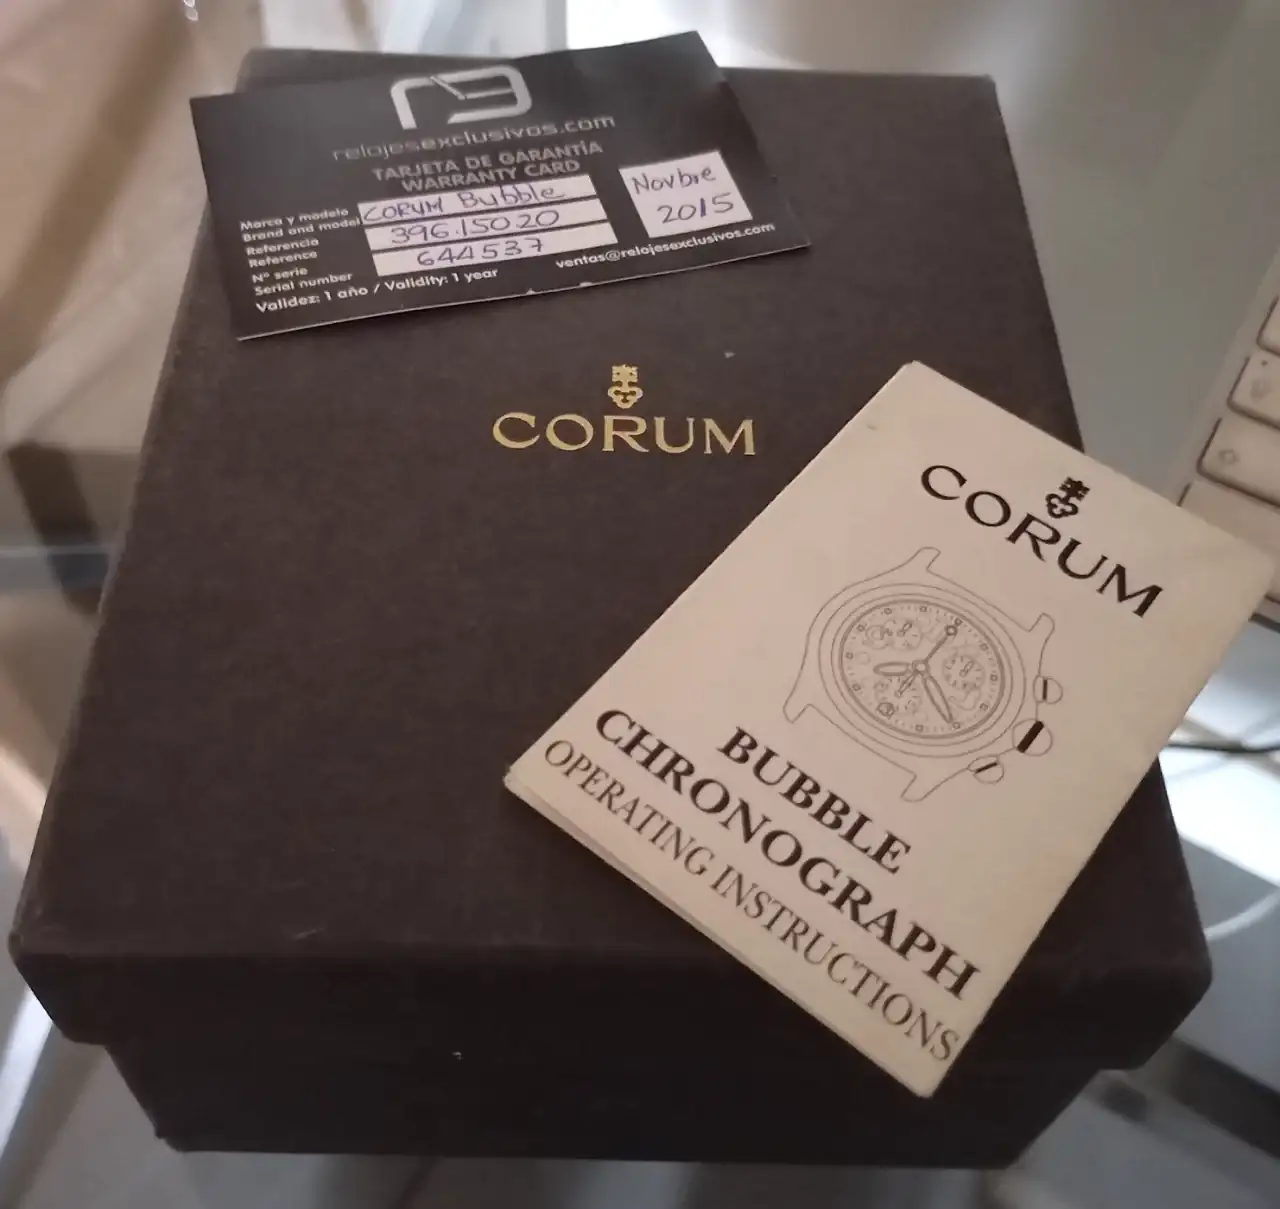 relojesexclusivos.com
TARJETA DE GARANTÍA
WARRANTY CARD
Marca y modelo
Brand and model
CORUM Bubble
Referencia
Reference
396.150.20
Nº serie
Serial number
644537
Validez: 1 año / Validity: 1 year
Novbre
2015
ventas@relojesexclusivos.com
CORUM
CORUM
BUBBLE
CHRONOGRAPH
OPERATING INSTRUCTIONS